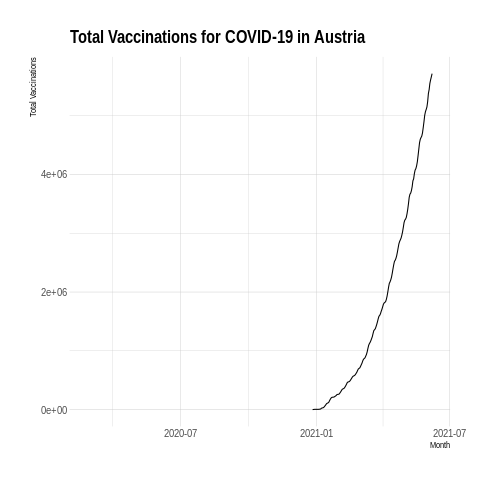 Total Vaccinations for COVID-19 in Austria
Total Vaccinations
4e+06
2e+06
0e+00
2020-07
2021-01
2021-07
Month